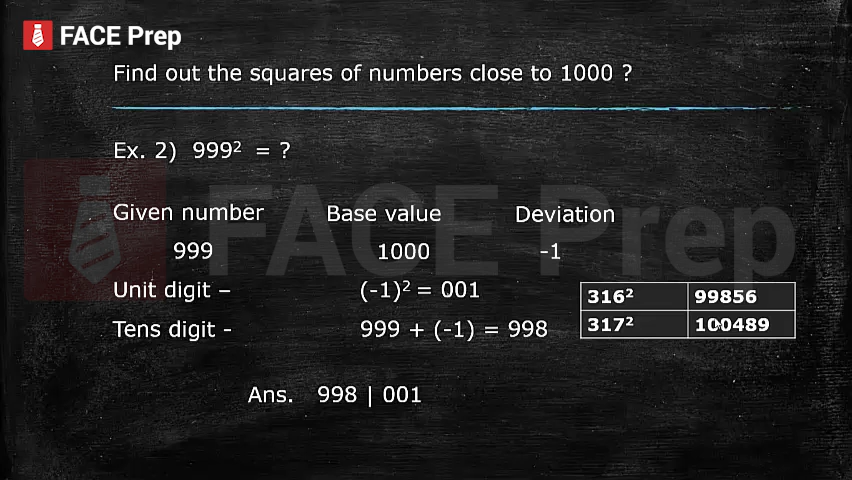 FACE Prep
Find out the squares of numbers close to 1000 ?
Ex. 2)  999² = ?
FACE Prep
Given number Base value Deviation
999 1000 -1
Unit digit – (-1)² = 001
Tens digit - 999 + (-1) = 998
316² 99856
317² 100489
Ans. 998 | 001